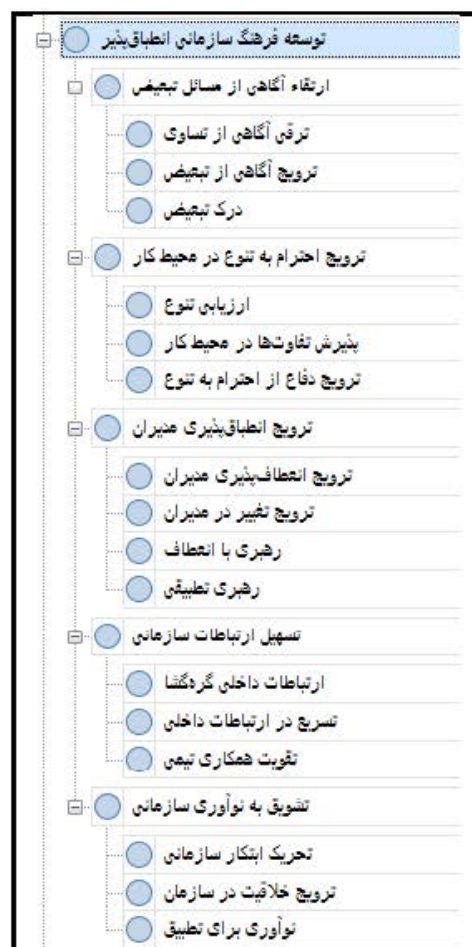 توسعه فرهنگ سازمانی انطباق‌پذیر
ارتقاء آگاهی از مسائل تبعیض
ترقی آگاهی از تساوی
ترویج آگاهی از تبعیض
درک تبعیض
ترویج احترام به تنوع در محیط کار
ارزیابی تنوع
پذیرش تفاوت‌ها در محیط کار
ترویج دفاع از احترام به تنوع
ترویج انطباق‌پذیری مدیران
ترویج انعطاف‌پذیری مدیران
ترویج تغییر در مدیران
رهبری با انعطاف
رهبری تطبیقی
تسهیل ارتباطات سازمانی
ارتباطات داخلی گره‌گشا
تسریع در ارتباطات داخلی
تقویت همکاری تیمی
تشویق به نوآوری سازمانی
تحریک ابتکار سازمانی
ترویج خلاقیت در سازمان
نوآوری برای تطبیق